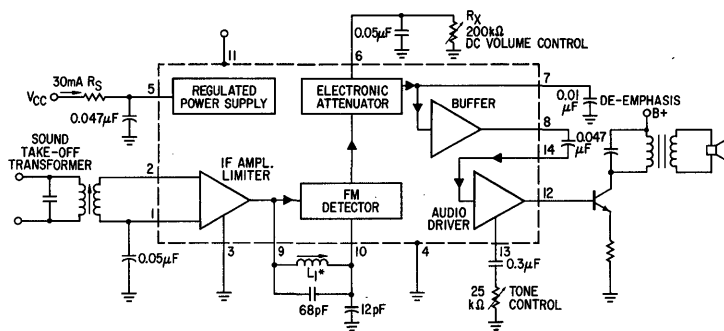 0.05μF
RX
200kΩ
DC VOLUME CONTROL
11
6
30mA RS
VCC
5
REGULATED
POWER SUPPLY
ELECTRONIC
ATTENUATOR
7
0.01
μF
DE-EMPHASIS
B+
0.047μF
BUFFER
8
0.047
μF
14
SOUND
TAKE-OFF
TRANSFORMER
2
IF AMPL.
LIMITER
FM
DETECTOR
AUDIO
DRIVER
12
1
3
9
10
4
13
0.05μF
L1*
68pF
12pF
0.3μF
25
kΩ
TONE
CONTROL